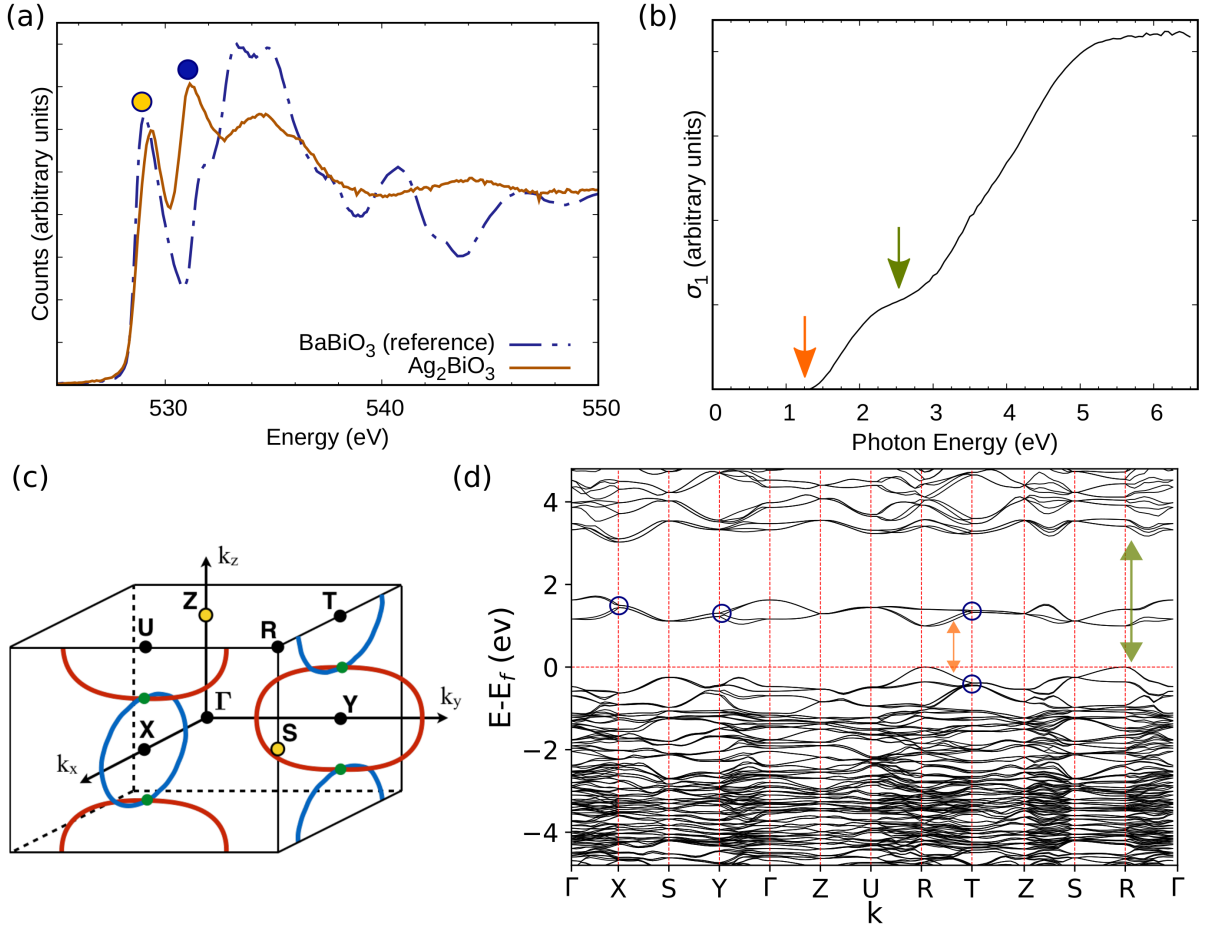 (a)
Counts (arbitrary units)
BaBiO3 (reference)
Ag2BiO3
530 540 550
Energy (eV)
(b)
σ1 (arbitrary units)
0 1 2 3 4 5 6
Photon Energy (eV)
(c)
kz
Z
T
U
R
Γ
ky
Y
X
S
kx
(d)
E-Ef (ev)
4
2
0
−2
−4
Γ X S Y Γ Z U R T Z S R Γ
k